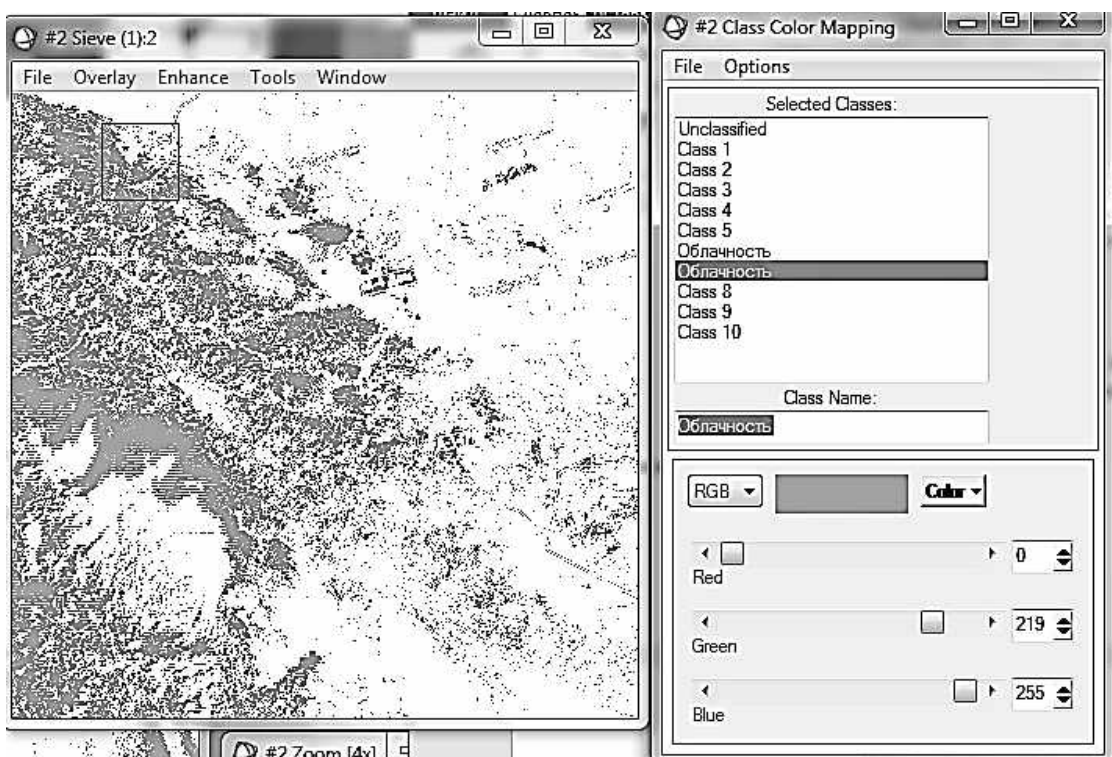 #2 Sieve (1):2
File Overlay Enhance Tools Window
#2 Zoom [4x]
#2 Class Color Mapping
File Options
Selected Classes:
Unclassified
Class 1
Class 2
Class 3
Class 4
Class 5
Облачность
Облачность
Class 8
Class 9
Class 10
Class Name:
Облачность
RGB Color
0
Red
219
Green
255
Blue